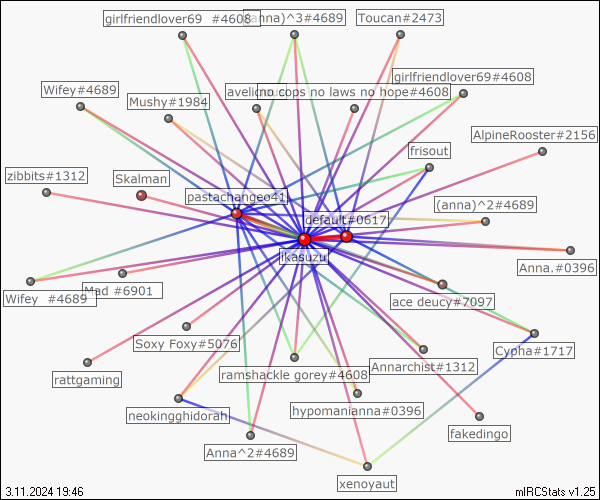 girlfriendlover69 #4608
(anna)^3#4689
Toucan#2473
Wifey#4689
Mushy#1984
no cops no laws no hope#4608
girlfriendlover69#4608
AlpineRooster#2156
frisout
zibbits#1312
Skalman
pastachangeo41
default#0617
(anna)^2#4689
ikasuzu
Anna.#0396
Wifey #4689
Mad #6901
ace deucy#7097
Soxy Foxy#5076
Cypha#1717
rattgaming
ramshackle gorey#4608
Annarchist#1312
neokingghidorah
hypomanianna#0396
fakedingo
Anna^2#4689
xenoyaut
3.11.2024 19:46
mIRCStats v1.25